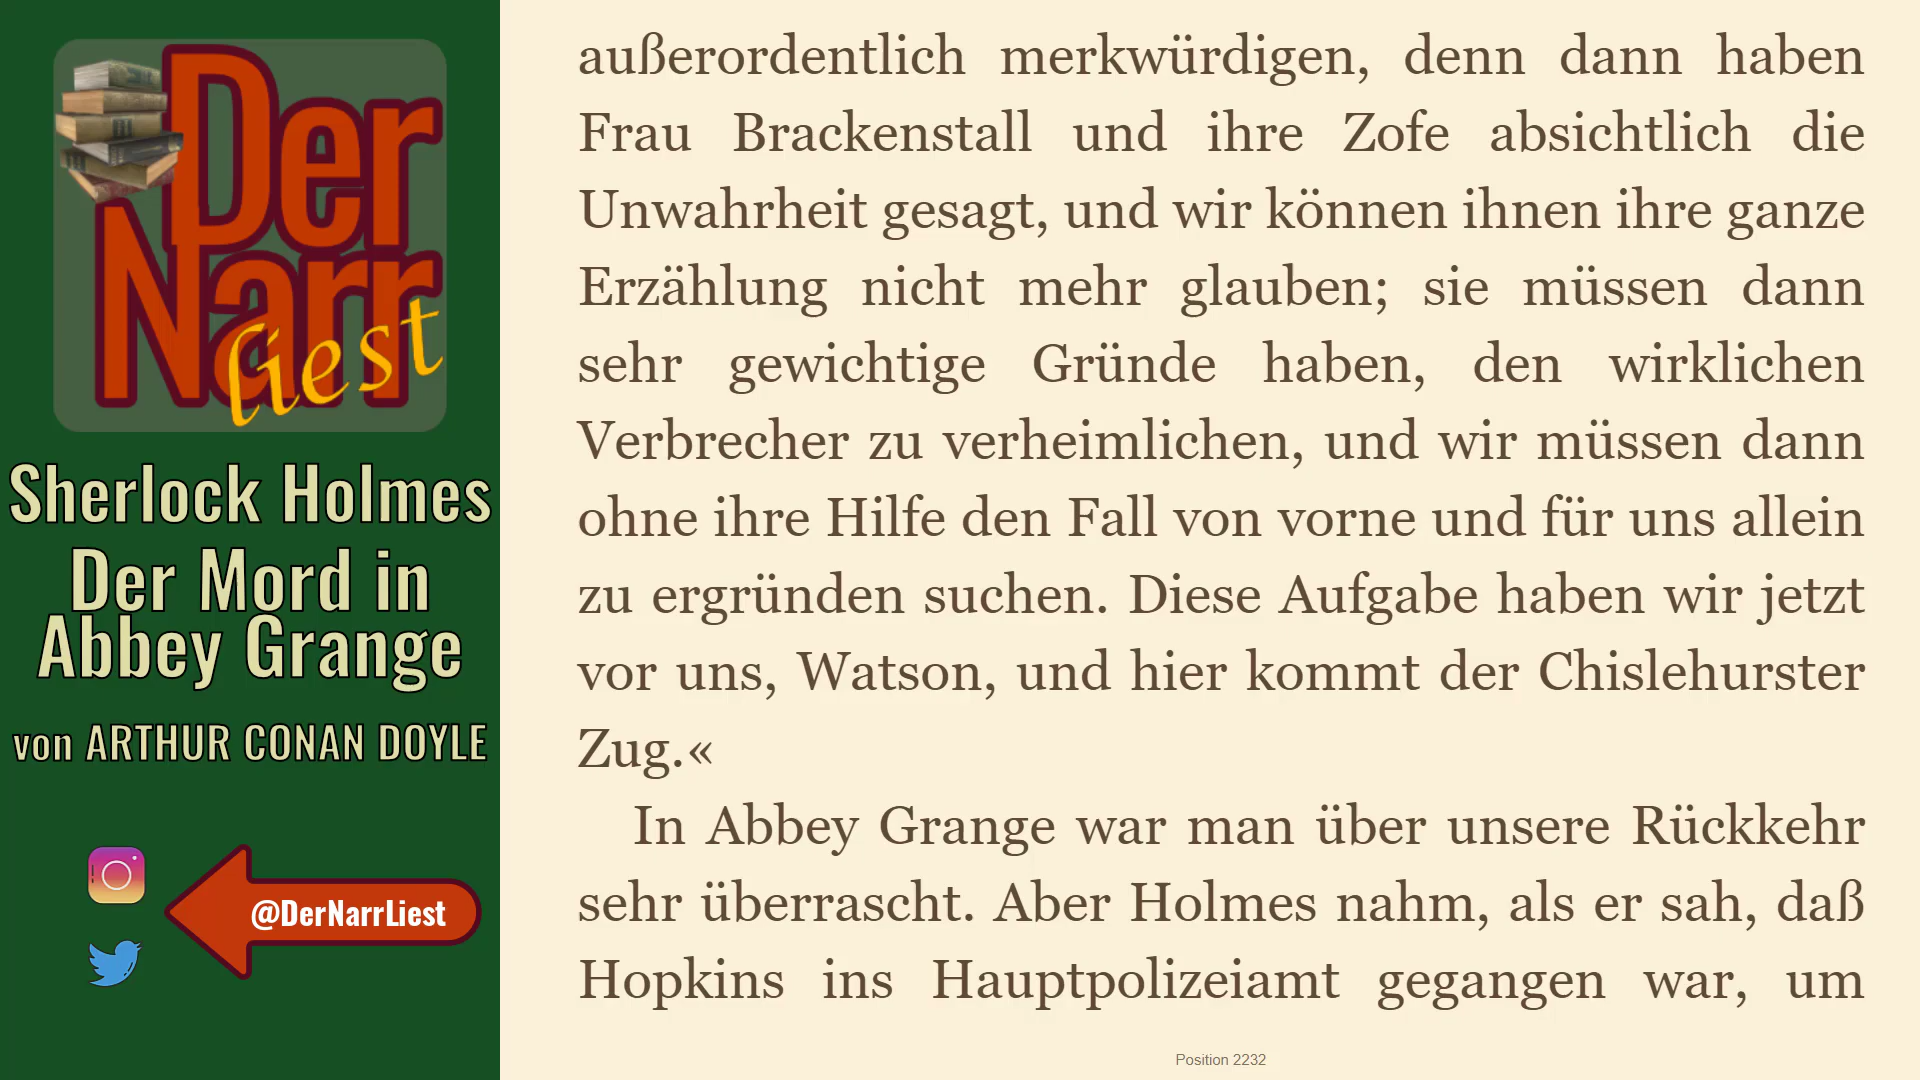 Der
Narr
liest
Sherlock Holmes
Der Mord in
Abbey Grange
von ARTHUR CONAN DOYLE
@DerNarrLiest
außerordentlich merkwürdigen, denn dann haben
Frau Brackenstall und ihre Zofe absichtlich die
Unwahrheit gesagt, und wir können ihnen ihre ganze
Erzählung nicht mehr glauben; sie müssen dann
sehr gewichtige Gründe haben, den wirklichen
Verbrecher zu verheimlichen, und wir müssen dann
ohne ihre Hilfe den Fall von vorne und für uns allein
zu ergründen suchen. Diese Aufgabe haben wir jetzt
vor uns, Watson, und hier kommt der Chislehurster
Zug.«
In Abbey Grange war man über unsere Rückkehr
sehr überrascht. Aber Holmes nahm, als er sah, daß
Hopkins ins Hauptpolizeiamt gegangen war, um
Position 2232